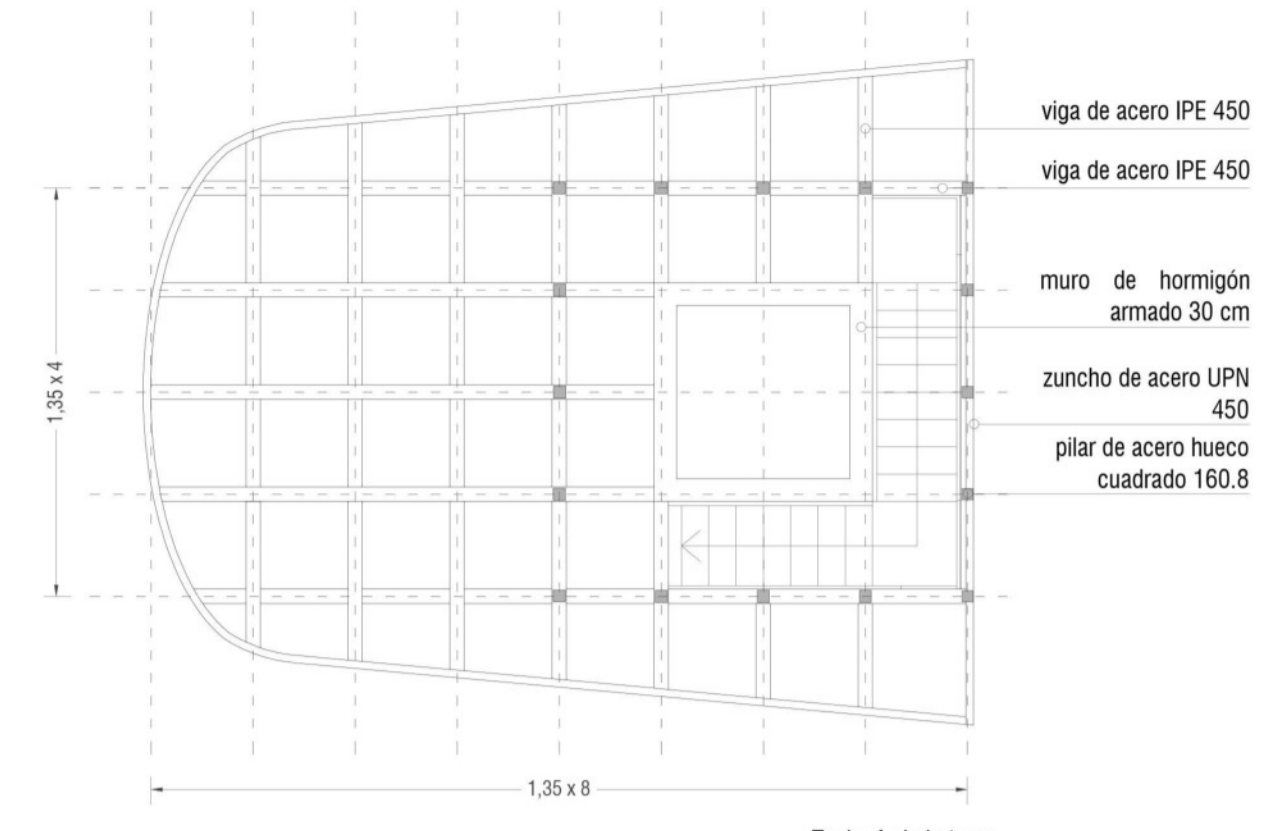 viga de acero IPE 450
viga de acero IPE 450
muro de hormigón
armado 30 cm
zuncho de acero UPN
450
pilar de acero hueco
cuadrado 160.8
1,35 x 4
1,35 x 8